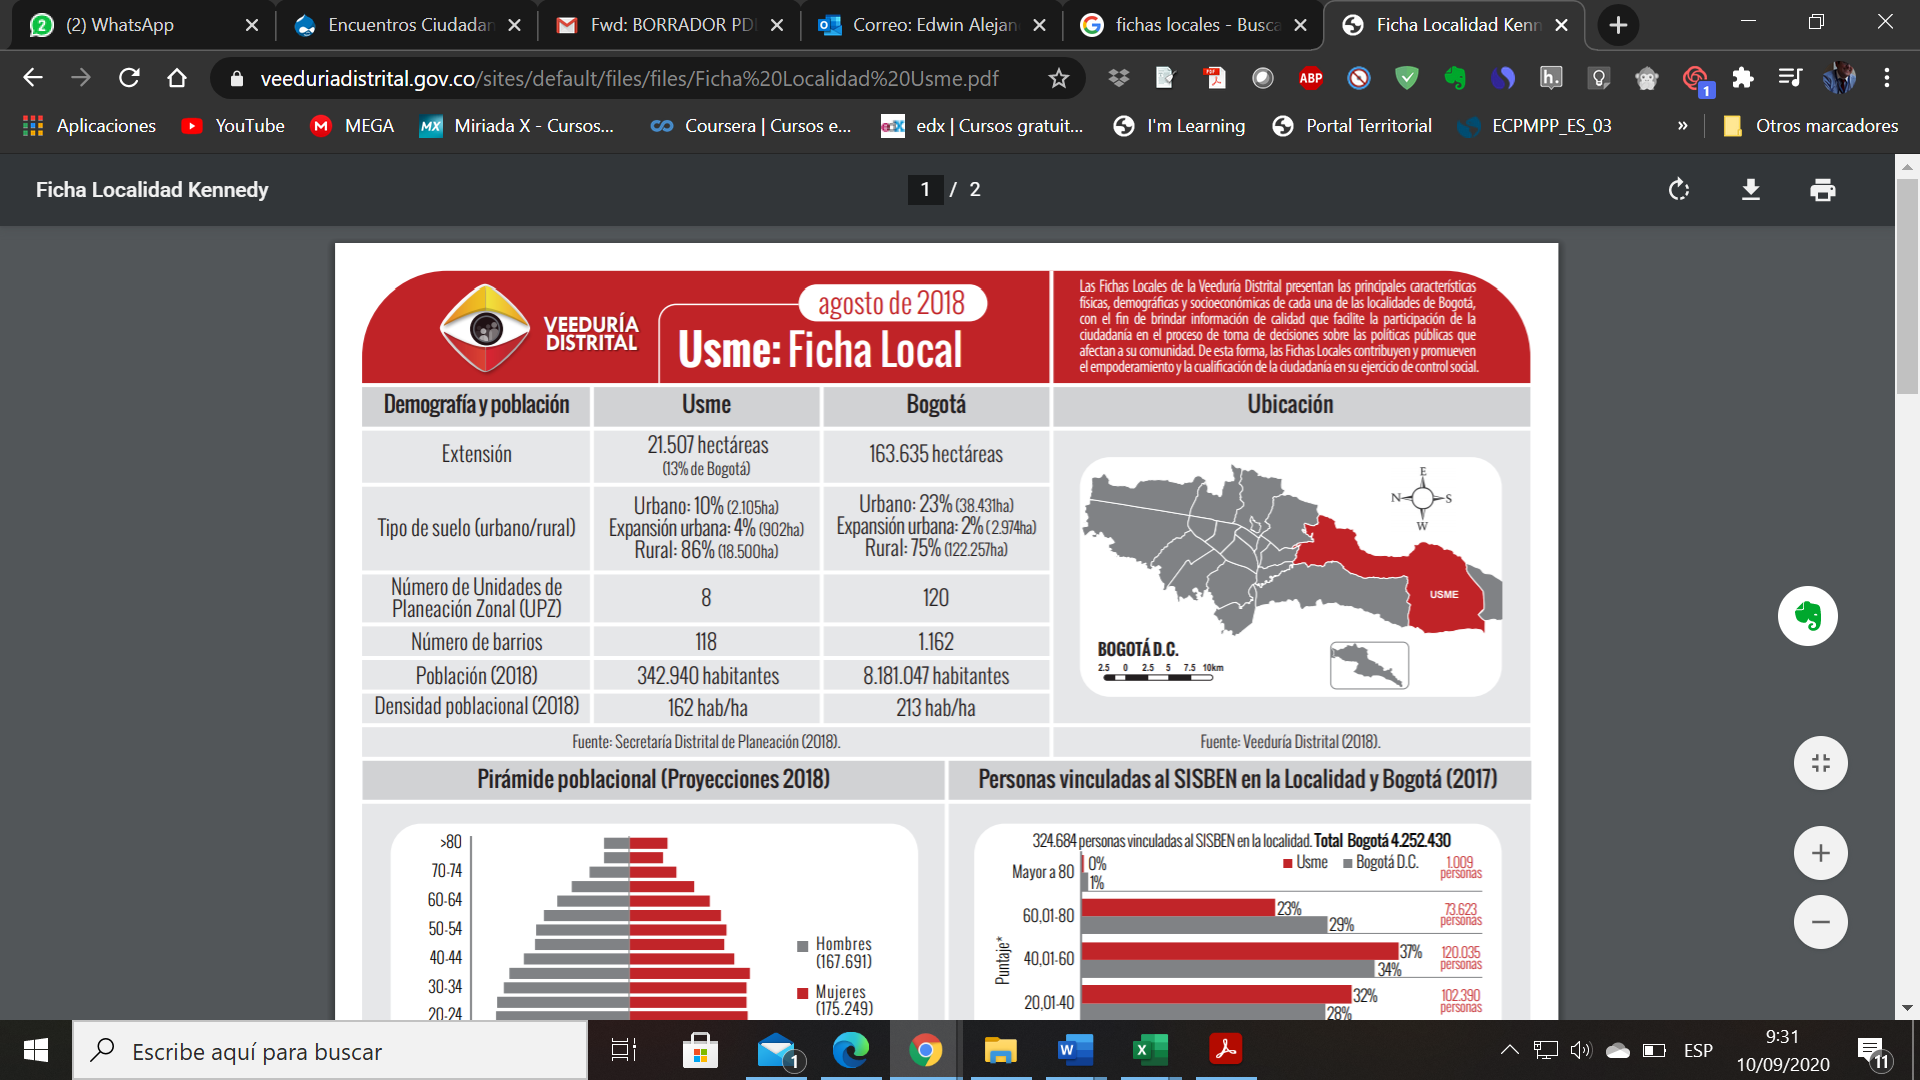 (2) WhatsApp
Encuentros Ciudadan
Fwd: BORRADOR PDI
Correo: Edwin Alejan
fichas locales - Busca
Ficha Localidad Kenn
veeduriadistrital.gov.co/sites/default/files/files/Ficha%20Localidad%20Usme.pdf
ABP
h.
1
Aplicaciones
YouTube
MEGA
Miriada X - Cursos...
Coursera | Cursos e...
edx | Cursos gratuit...
I'm Learning
Portal Territorial
ECPMPP_ES_03
»
Otros marcadores
Ficha Localidad Kennedy
1 / 2
VEEDURÍA
DISTRITAL
agosto de 2018
Usme: Ficha Local
Las Fichas Locales de la Veeduría Distrital presentan las principales características
físicas, demográficas y socioeconómicas de cada una de las localidades de Bogotá,
con el fin de brindar información de calidad que facilite la participación de la
ciudadanía en el proceso de toma de decisiones sobre las políticas públicas que
afectan a su comunidad. De esta forma, las Fichas Locales contribuyen y promueven
el empoderamiento y la cualificación de la ciudadanía en su ejercicio de control social.
Demografía y población
Usme
Bogotá
Ubicación
Extensión
21.507 hectáreas
(13% de Bogotá)
163.635 hectáreas
Tipo de suelo (urbano/rural)
Urbano: 10% (2.105ha)
Expansión urbana: 4% (902ha)
Rural: 86% (18.500ha)
Urbano: 23% (38.431ha)
Expansión urbana: 2% (2.974ha)
Rural: 75% (122.257ha)
Número de Unidades de
Planeación Zonal (UPZ)
8
120
Número de barrios
118
1.162
Población (2018)
342.940 habitantes
8.181.047 habitantes
Densidad poblacional (2018)
162 hab/ha
213 hab/ha
E
N
S
W
USME
BOGOTÁ D.C.
2.5 0 2.5 5 7.5 10km
Fuente: Secretaría Distrital de Planeación (2018).
Fuente: Veeduría Distrital (2018).
Pirámide poblacional (Proyecciones 2018)
>80
70-74
60-64
50-54
40-44
30-34
20-24
Hombres
(167.691)
Mujeres
(175.249)
Personas vinculadas al SISBEN en la Localidad y Bogotá (2017)
324.684 personas vinculadas al SISBEN en la localidad. Total Bogotá 4.252.430
Usme
Bogotá D.C.
Puntaje*
Mayor a 80
0%
1%
1.009
personas
60,01-80
23%
29%
73.623
personas
40,01-60
37%
34%
120.035
personas
20,01-40
32%
28%
102.390
personas
Escribe aquí para buscar
1
ESP
9:31
10/09/2020
11